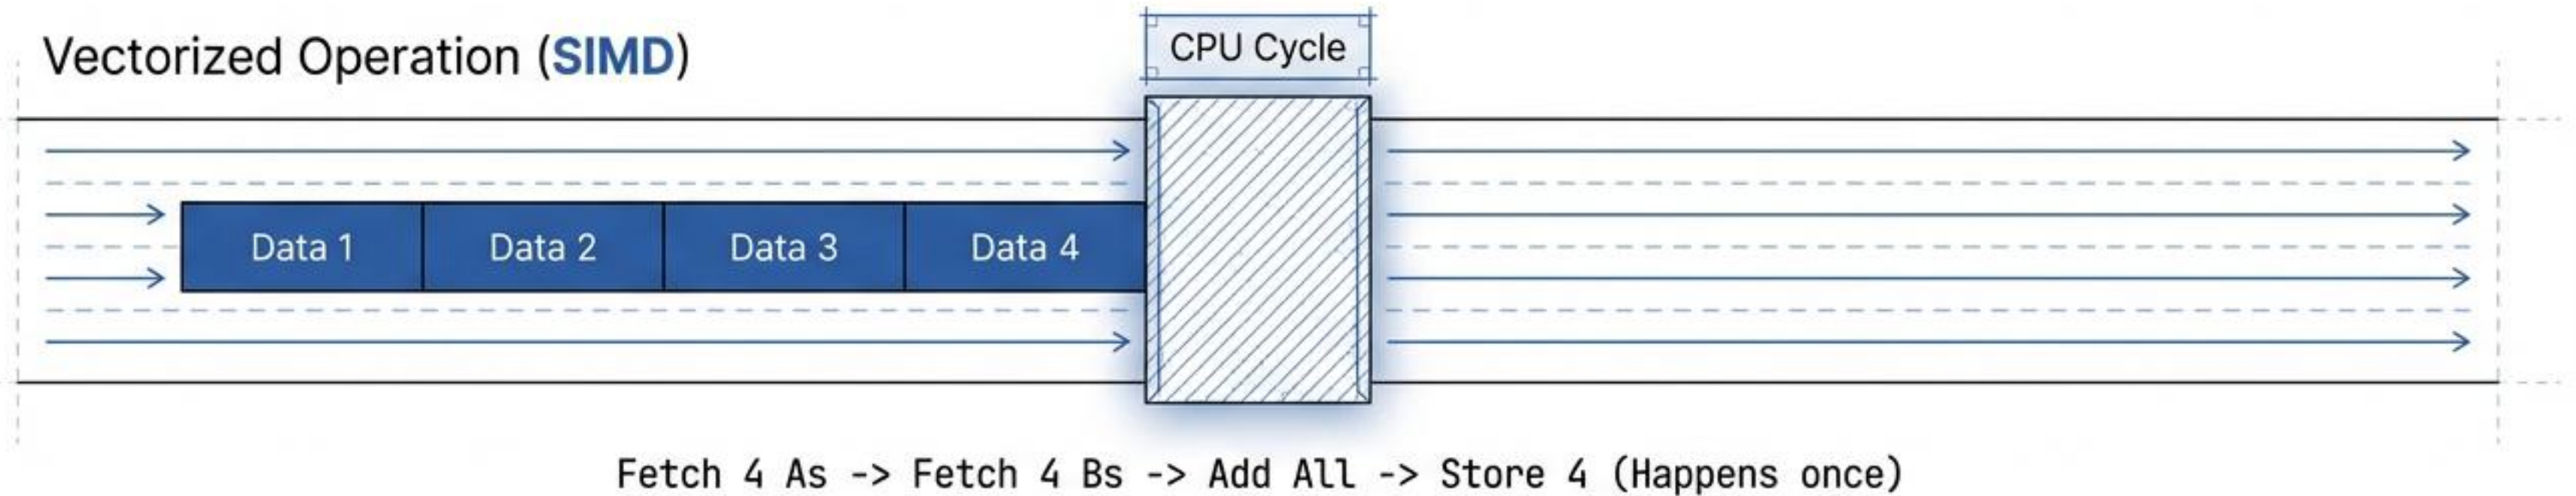 Vectorized Operation (SIMD)
CPU Cycle
Data 1
Data 2
Data 3
Data 4
Fetch 4 As -> Fetch 4 Bs -> Add All -> Store 4 (Happens once)